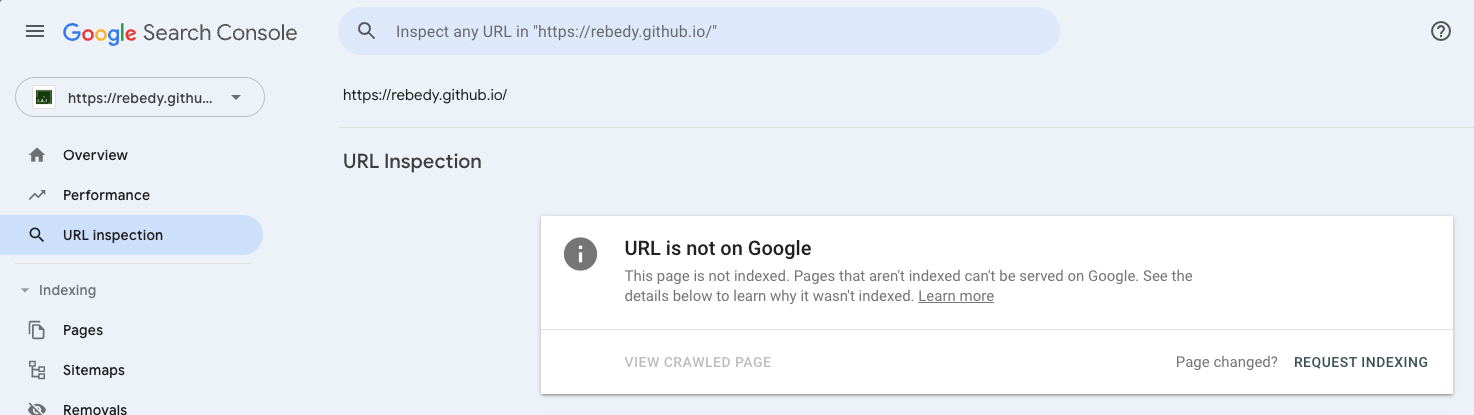 Google Search Console
Inspect any URL in "https://rebedy.github.io/"
https://rebedy.githu...
https://rebedy.github.io/
Overview
URL Inspection
Performance
URL inspection
URL is not on Google
This page is not indexed. Pages that aren't indexed can't be served on Google. See the
details below to learn why it wasn't indexed. Learn more
Indexing
Pages
VIEW CRAWLED PAGE
Page changed? REQUEST INDEXING
Sitemaps
Removals